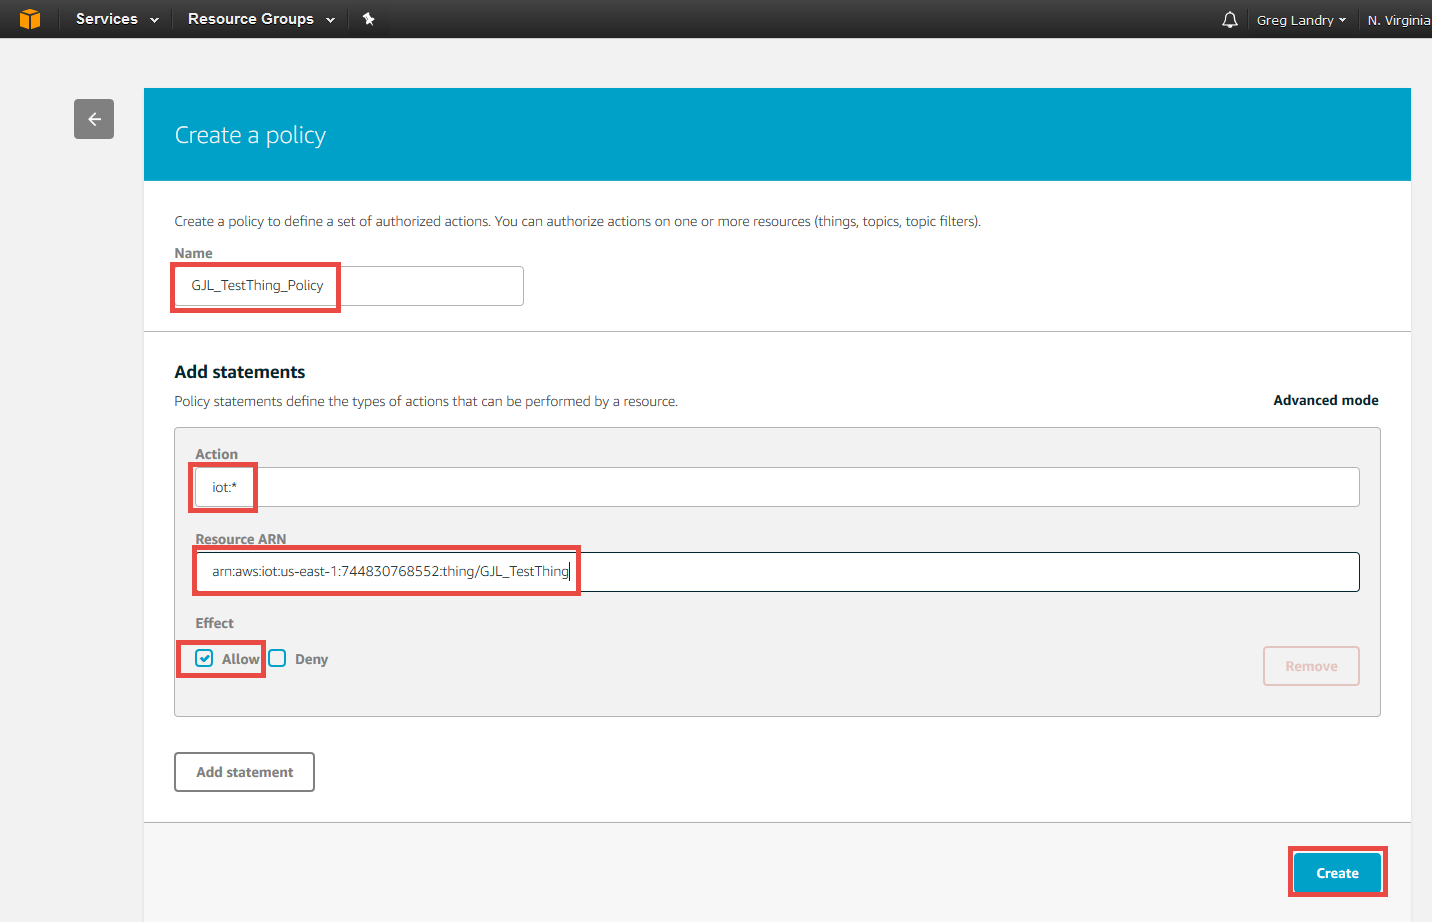 Services Resource Groups Greg Landry N. Virginia
Create a policy
Create a policy to define a set of authorized actions. You can authorize actions on one or more resources (things, topics, topic filters).
Name
GJL_TestThing_Policy
Add statements
Policy statements define the types of actions that can be performed by a resource.
Advanced mode
Action
iot:*
Resource ARN
arn:aws:iot:us-east-1:744830768552:thing/GJL_TestThing
Effect
Allow Deny
Remove
Add statement
Create